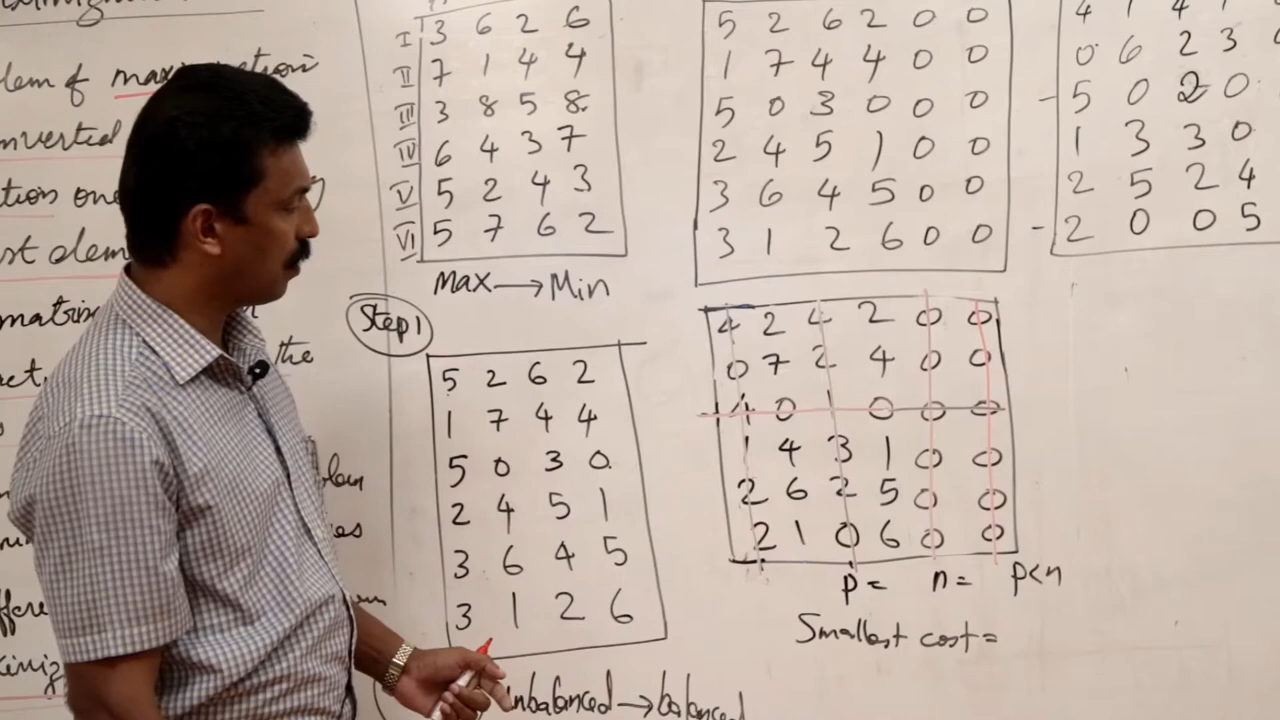 lem of maximization
nverted
tion one
st elem
matrix
ct, the
I 3 6 2 6
II 7 1 4 4
III 3 8 5 8
IV 6 4 3 7
V 5 2 4 3
VI 5 7 6 2
Max → Min
Step 1
5 2 6 2
1 7 4 4
5 0 3 0
2 4 5 1
3 6 4 5
3 1 2 6
unbalanced → balanced
5 2 6 2 0 0
1 7 4 4 0 0
5 0 3 0 0 0
2 4 5 1 0 0
3 6 4 5 0 0
3 1 2 6 0 0
4 2 4 2 0 0
0 7 2 4 0 0
4 0 1 0 0 0
1 4 3 1 0 0
2 6 2 5 0 0
2 1 0 6 0 0
p = n = p<n
Smallest cost =
4 1 4 1
0 6 2 3
- 5 0 2 0
1 3 3 0
2 5 2 4
- 2 0 0 5